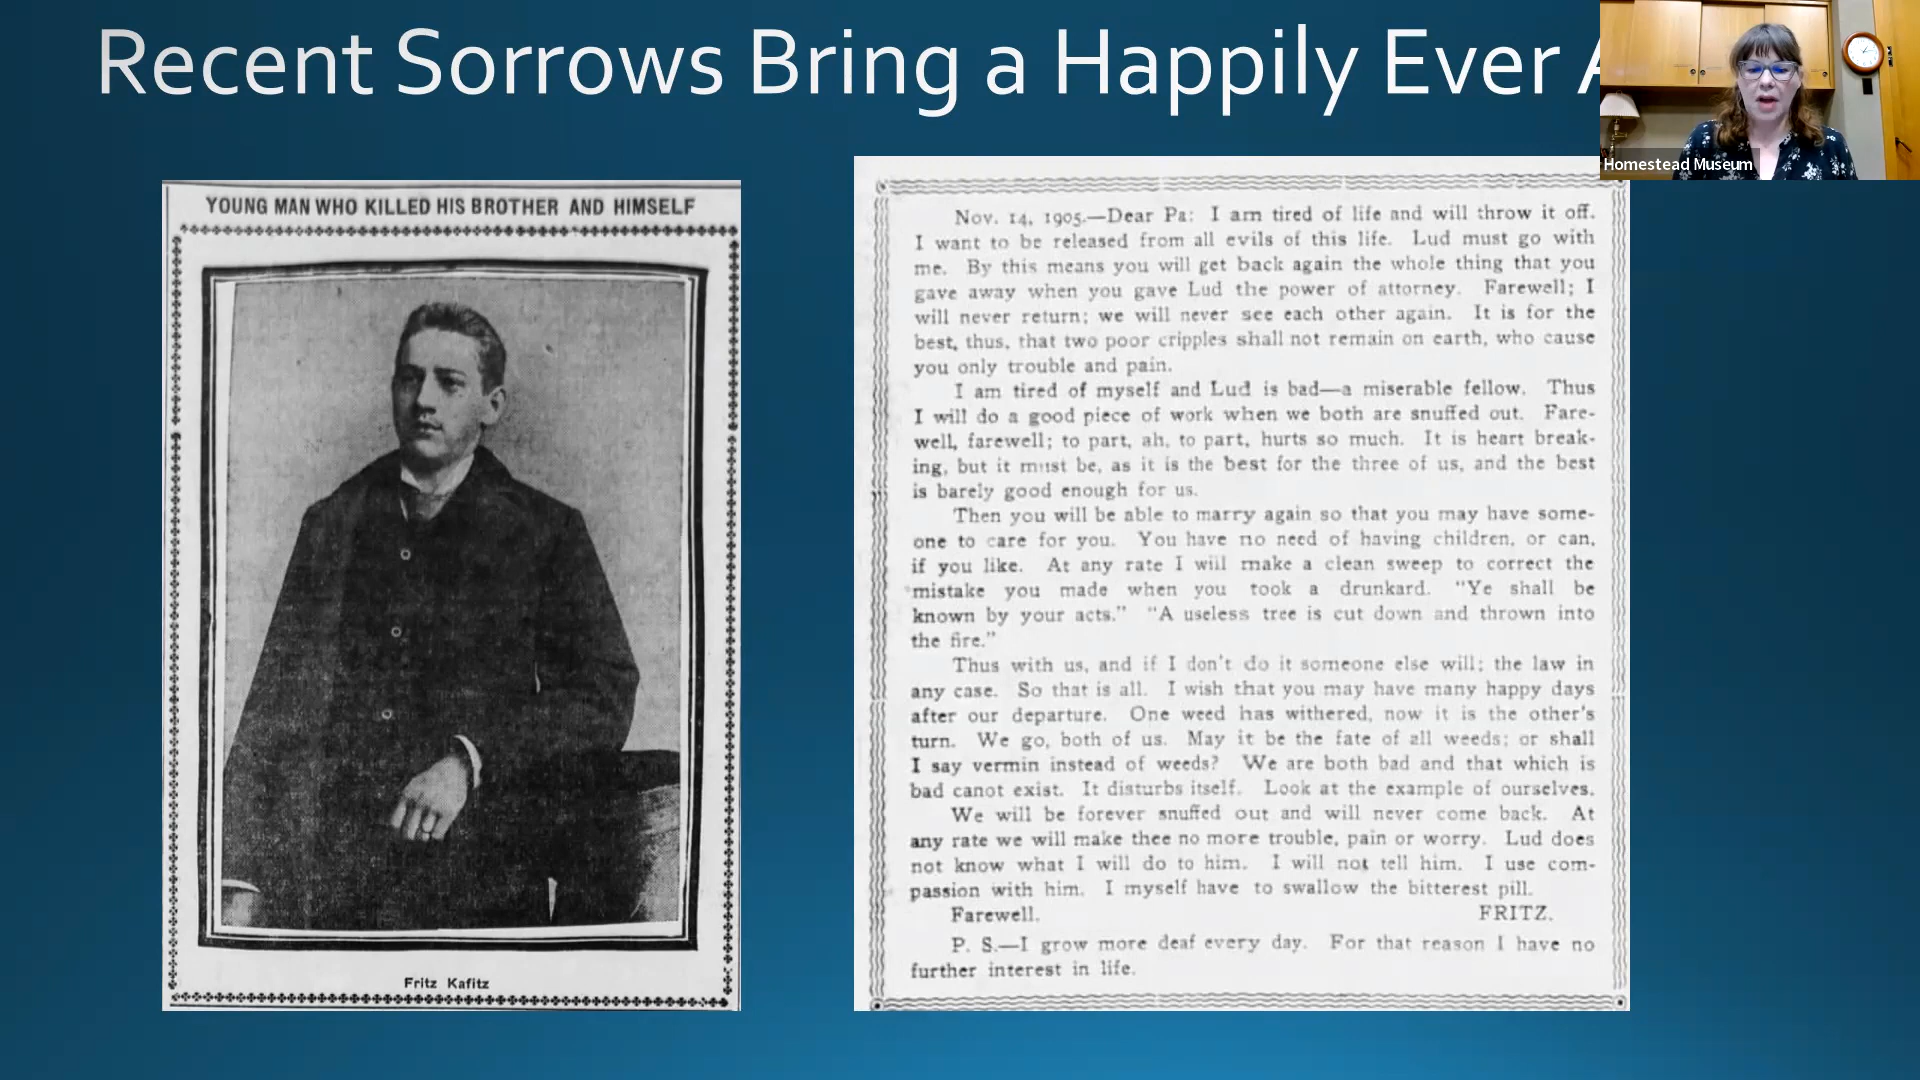 Recent Sorrows Bring a Happily Ever
Homestead Museum
YOUNG MAN WHO KILLED HIS BROTHER AND HIMSELF
Fritz Kafitz
Nov. 14, 1905.—Dear Pa: I am tired of life and will throw it off.
I want to be released from all evils of this life. Lud must go with
me. By this means you will get back again the whole thing that you
gave away when you gave Lud the power of attorney. Farewell; I
will never return; we will never see each other again. It is for the
best, thus, that two poor cripples shall not remain on earth, who cause
you only trouble and pain.
I am tired of myself and Lud is bad—a miserable fellow. Thus
I will do a good piece of work when we both are snuffed out. Fare-
well, farewell; to part, ah, to part, hurts so much. It is heart break-
ing, but it must be, as it is the best for the three of us, and the best
is barely good enough for us.
Then you will be able to marry again so that you may have some-
one to care for you. You have no need of having children, or can,
if you like. At any rate I will make a clean sweep to correct the
mistake you made when you took a drunkard. "Ye shall be
known by your acts." "A useless tree is cut down and thrown into
the fire."
Thus with us, and if I don't do it someone else will; the law in
any case. So that is all. I wish that you may have many happy days
after our departure. One weed has withered, now it is the other's
turn. We go, both of us. May it be the fate of all weeds; or shall
I say vermin instead of weeds? We are both bad and that which is
bad canot exist. It disturbs itself. Look at the example of ourselves.
We will be forever snuffed out and will never come back. At
any rate we will make thee no more trouble, pain or worry. Lud does
not know what I will do to him. I will not tell him. I use com-
passion with him. I myself have to swallow the bitterest pill.
Farewell. FRITZ.
P. S.—I grow more deaf every day. For that reason I have no
further interest in life.